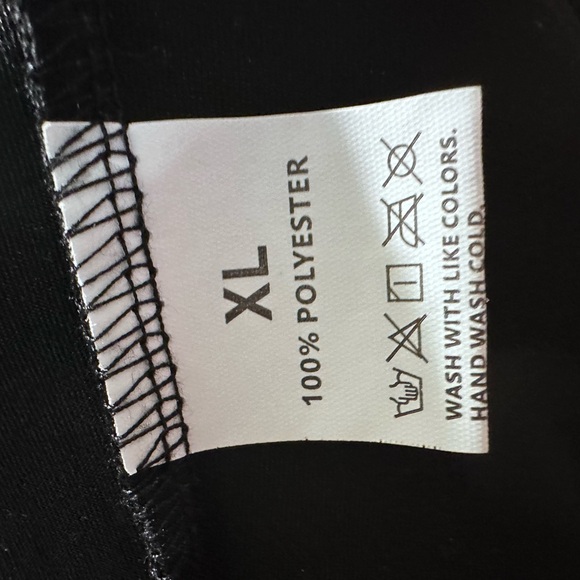 XL
100% POLYESTER
WASH WITH LIKE COLORS.
HAND WASH COLD.